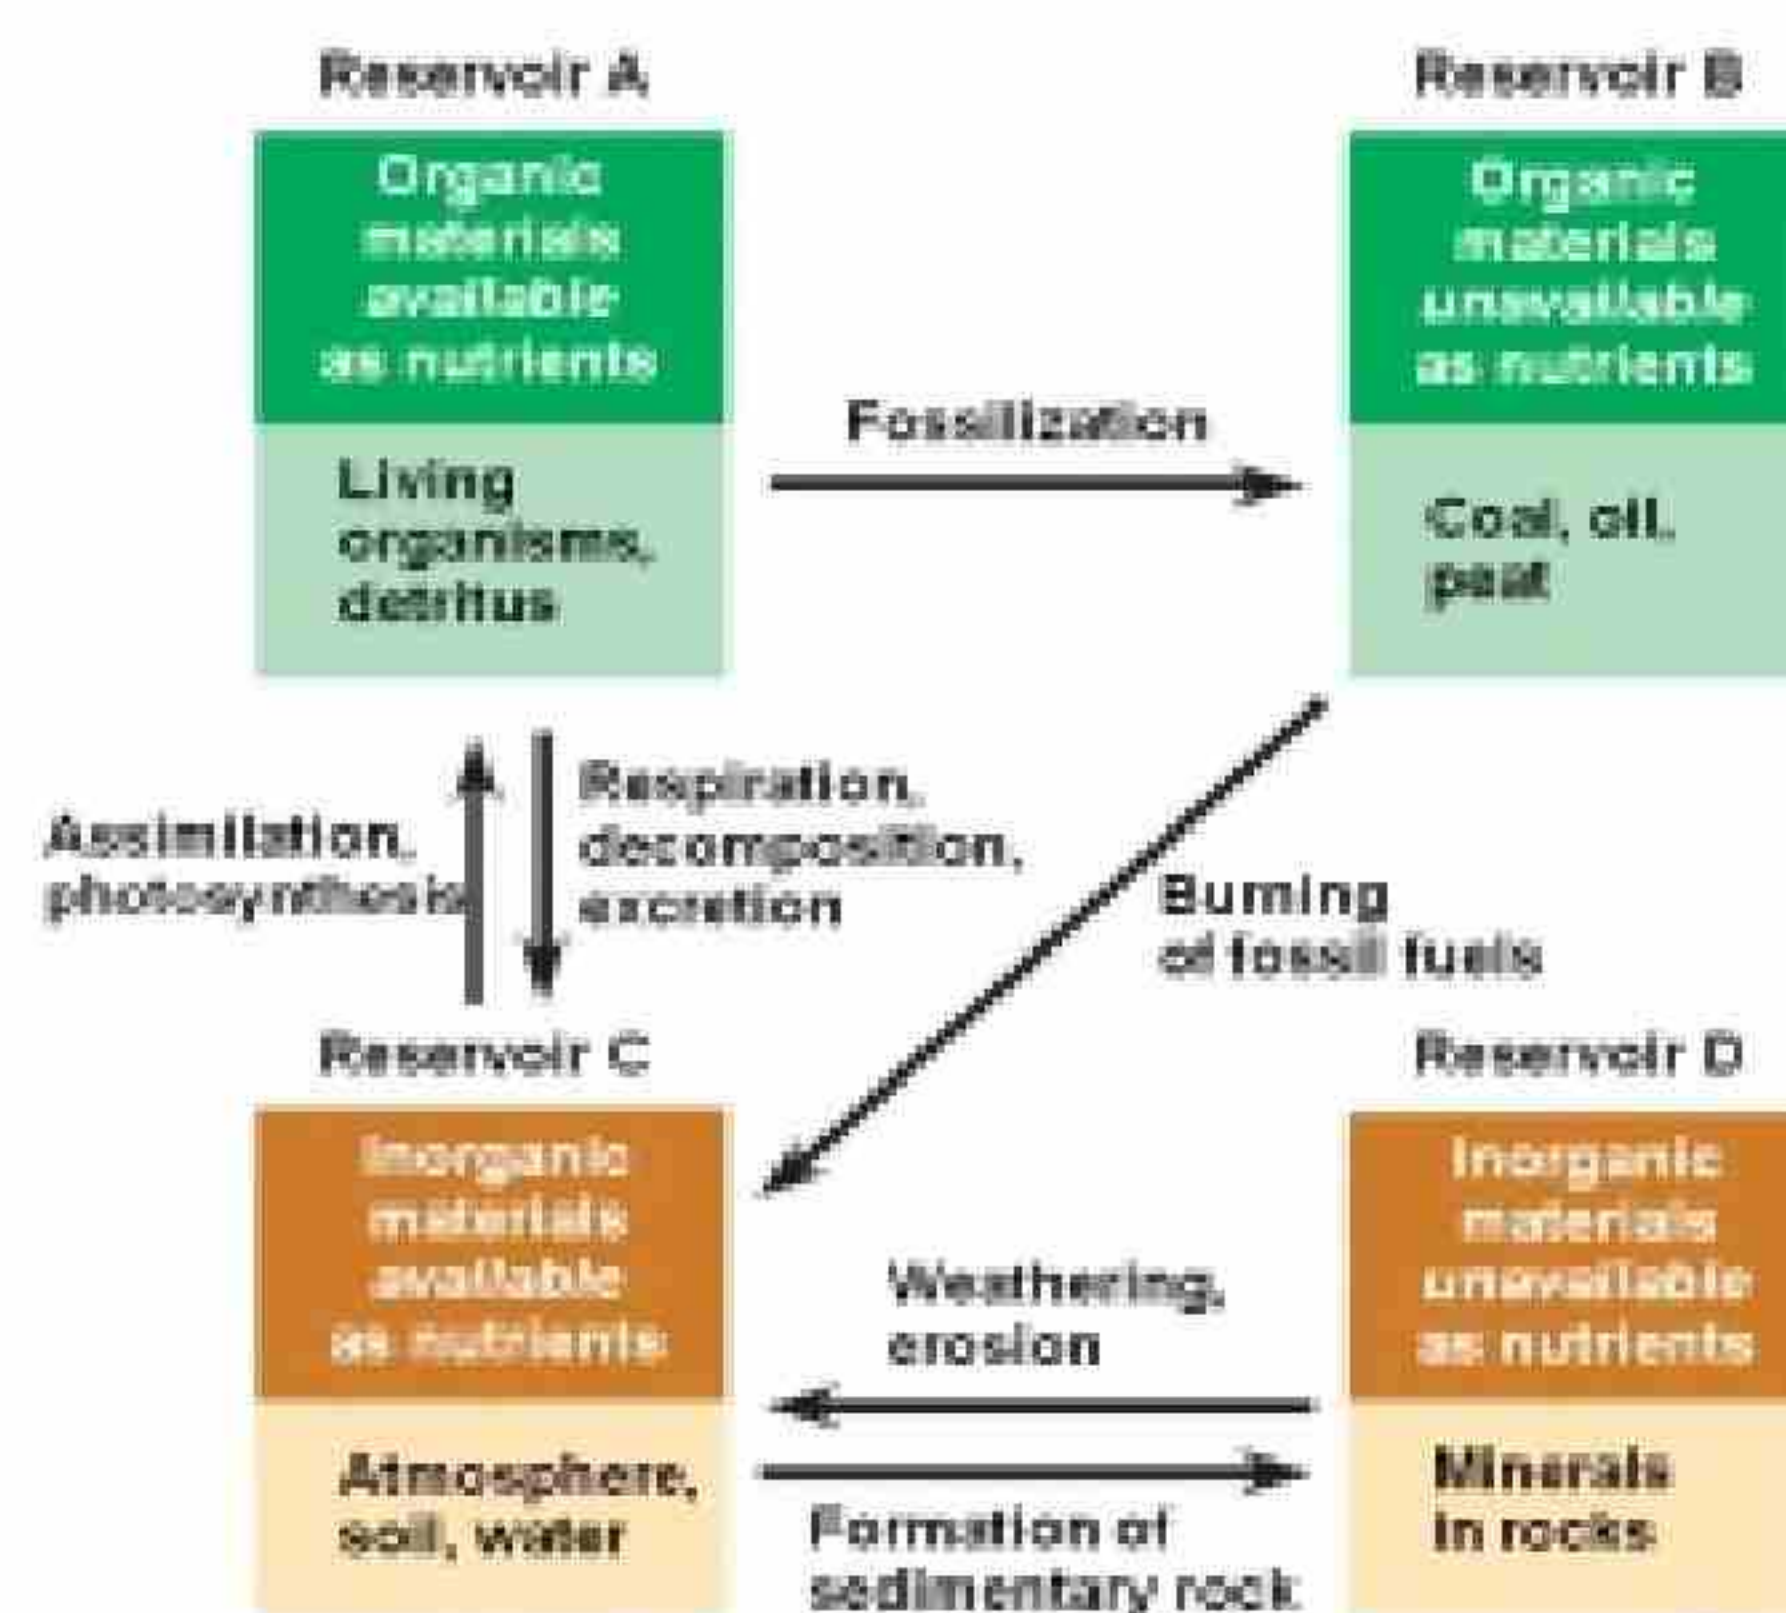 Reservoir A
Organic
materials
available
as nutrients
Living
organisms,
detritus
Reservoir B
Organic
materials
unavailable
as nutrients
Coal, oil,
peat
Fossilization
Assimilation,
photosynthesis
Respiration,
decomposition,
excretion
Burning
of fossil fuels
Reservoir C
Inorganic
materials
available
as nutrients
Atmosphere,
soil, water
Reservoir D
Inorganic
materials
unavailable
as nutrients
Minerals
in rocks
Weathering,
erosion
Formation of
sedimentary rock